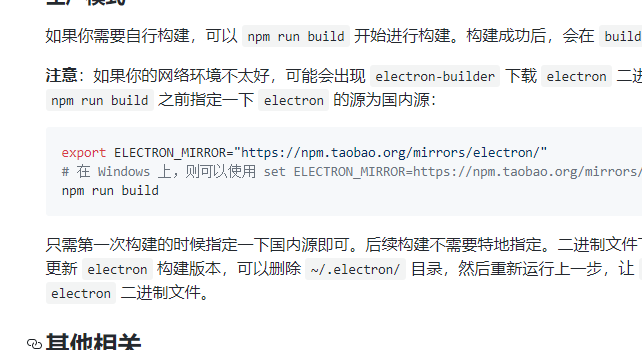 生产模式
如果你需要自行构建，可以 npm run build 开始进行构建。构建成功后，会在 build
注意：如果你的网络环境不太好，可能会出现 electron-builder 下载 electron 二进
npm run build 之前指定一下 electron 的源为国内源：
export ELECTRON_MIRROR="https://npm.taobao.org/mirrors/electron/"
# 在 Windows 上，则可以使用 set ELECTRON_MIRROR=https://npm.taobao.org/mirrors/
npm run build
只需第一次构建的时候指定一下国内源即可。后续构建不需要特地指定。二进制文件下
更新 electron 构建版本，可以删除 ~/.electron/ 目录，然后重新运行上一步，让
electron 二进制文件。
其他相关